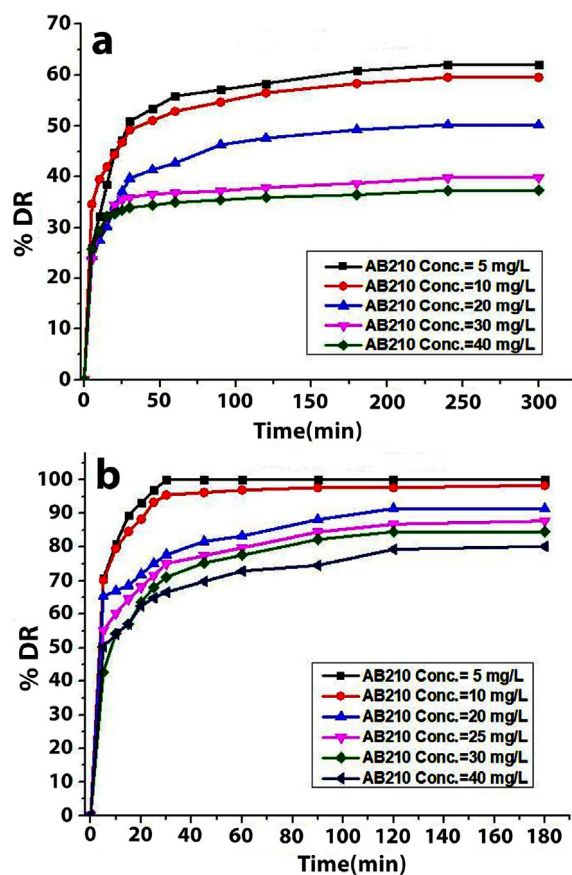 a
70
60
50
40
30
20
10
0
% DR
AB210 Conc.= 5 mg/L
AB210 Conc.=10 mg/L
AB210 Conc.=20 mg/L
AB210 Conc.=30 mg/L
AB210 Conc.=40 mg/L
0 50 100 150 200 250 300
Time(min)
b
100
90
80
70
60
50
40
30
20
10
0
% DR
AB210 Conc.= 5 mg/L
AB210 Conc.=10 mg/L
AB210 Conc.=20 mg/L
AB210 Conc.=25 mg/L
AB210 Conc.=30 mg/L
AB210 Conc.=40 mg/L
0 20 40 60 80 100 120 140 160 180
Time(min)